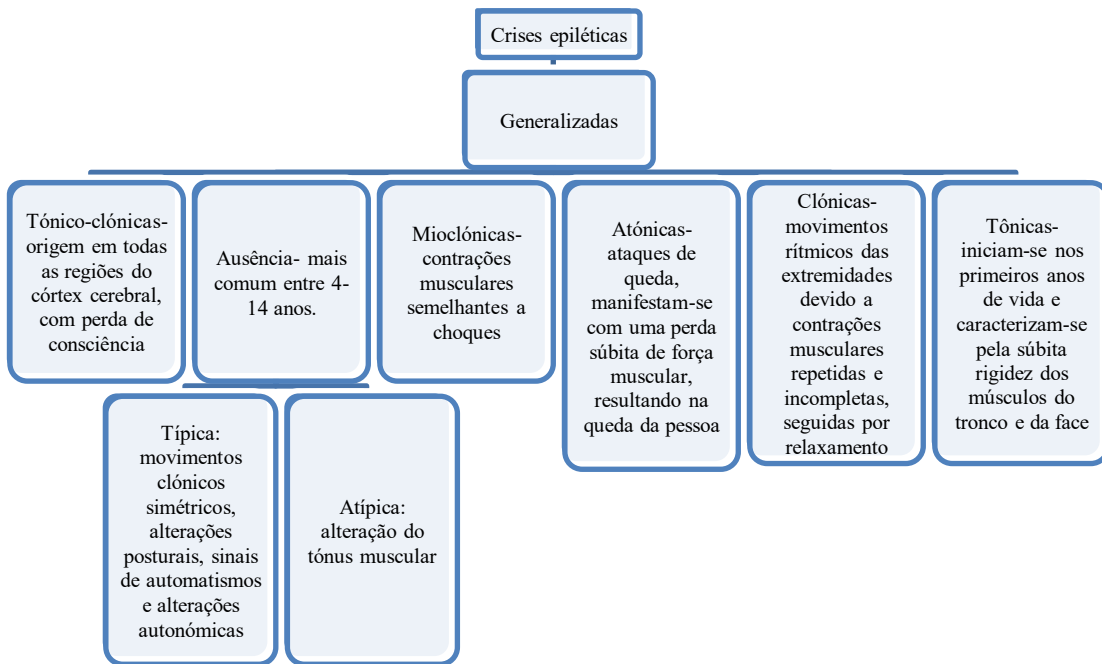 Crises epiléticas
Generalizadas
Tónico-clónicas-
origem em todas
as regiões do
córtex cerebral,
com perda de
consciência
Ausência- mais
comum entre 4-
14 anos.
Mioclónicas-
contrações
musculares
semelhantes a
choques
Atónicas-
ataques de
queda,
manifestam-se
com uma perda
súbita de força
muscular,
resultando na
queda da pessoa
Clónicas-
movimentos
rítmicos das
extremidades
devido a
contrações
musculares
repetidas e
incompletas,
seguidas por
relaxamento
Tônicas-
iniciam-se nos
primeiros anos
de vida e
caracterizam-se
pela súbita
rigidez dos
músculos do
tronco e da face
Típica:
movimentos
clónicos
simétricos,
alterações
posturais, sinais
de automatismos
e alterações
autonómicas
Atípica:
alteração do
tónus muscular